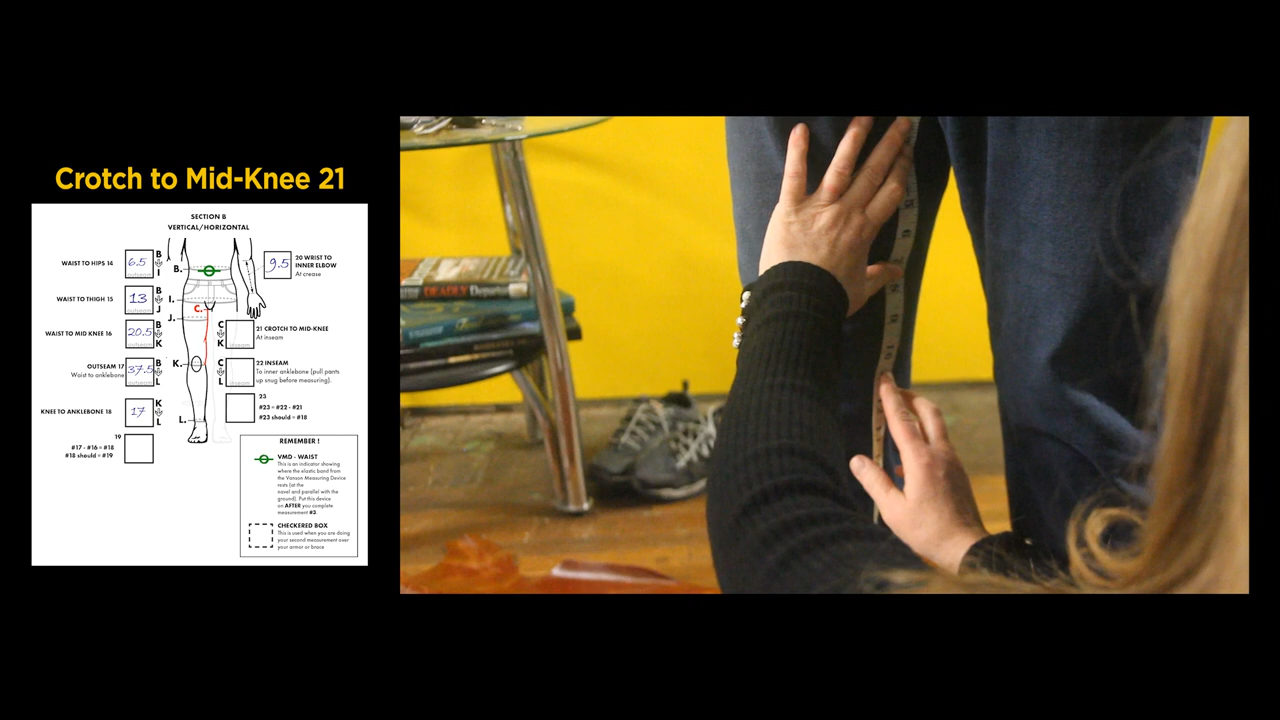 Crotch to Mid-Knee 21
SECTION B
VERTICAL/HORIZONTAL
WAIST TO HIPS 14
6.5
outseam
B
I
B.
9.5
20 WRIST TO
INNER ELBOW
At crease
WAIST TO THIGH 15
13
outseam
B
J
I.
C.
J.
WAIST TO MID KNEE 16
20.5
outseam
B
K
C
K
inseam
21 CROTCH TO MID-KNEE
At inseam
OUTSEAM 17
Waist to anklebone
37.5
outseam
B
L
K.
C
L
inseam
22 INSEAM
To inner anklebone (pull pants
up snug before measuring).
KNEE TO ANKLEBONE 18
17
K
L
L.
23
#23 = #22 - #21
#23 should = #18
19
#17 - #16 = #18
#18 should = #19
REMEMBER !
VMD - WAIST
This is an indicator showing
where the elastic band from
the Vanson Measuring Device
rests (at the
navel and parallel with the
ground). Put this device
on AFTER you complete
measurement #3.
CHECKERED BOX
This is used when you are doing
your second measurement over
your armor or brace
DEADLY Departure